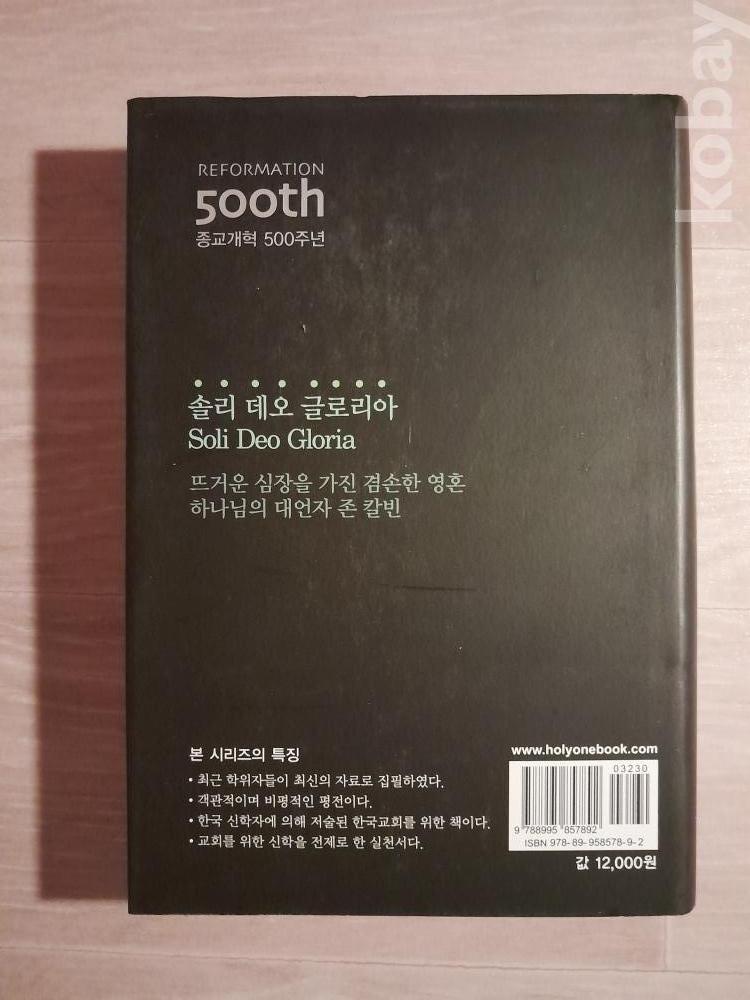 kobay
REFORMATION
500th
종교개혁 500주년
솔리 데오 글로리아
Soli Deo Gloria
뜨거운 심장을 가진 겸손한 영혼
하나님의 대언자 존 칼빈
본 시리즈의 특징
• 최근 학위자들이 최신의 자료로 집필하였다.
• 객관적이며 비평적인 평전이다.
• 한국 신학자에 의해 저술된 한국교회를 위한 책이다.
• 교회를 위한 신학을 전제로 한 실천서다.
www.holyonebook.com
03230
9 788995 857892
ISBN 978-89-958578-9-2
값 12,000원